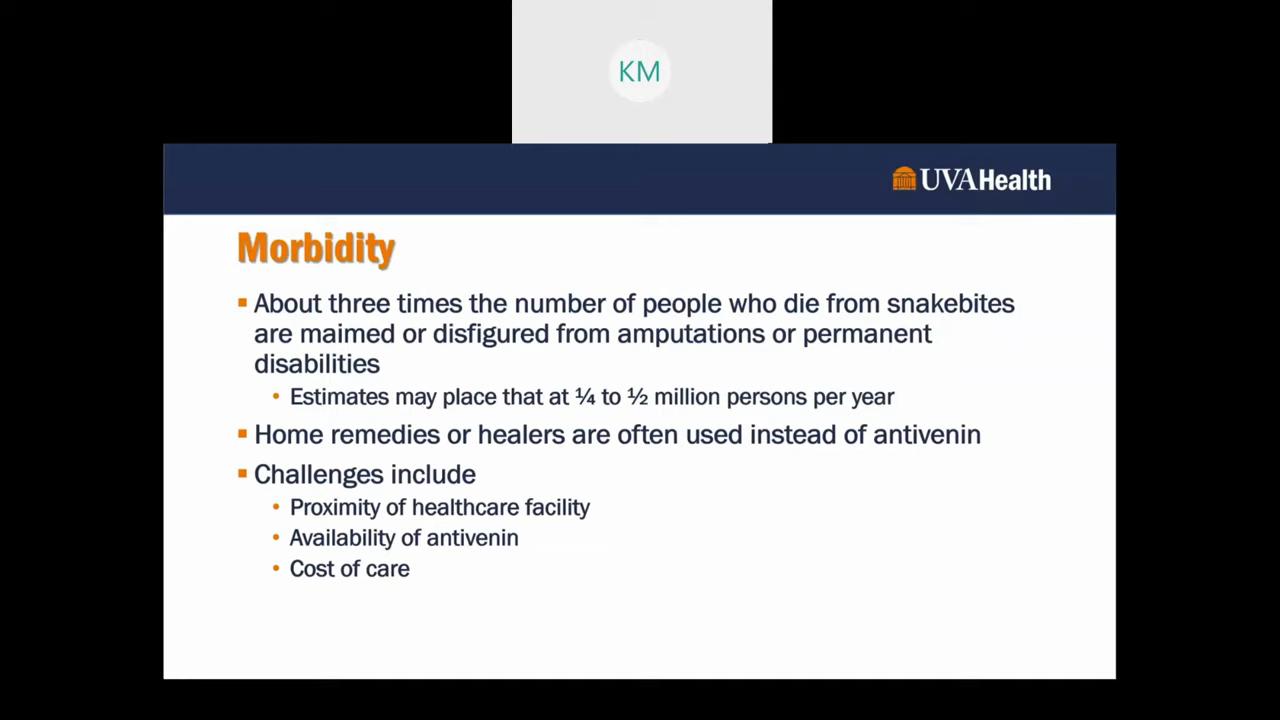 KM
UVAHealth
Morbidity
▪ About three times the number of people who die from snakebites
are maimed or disfigured from amputations or permanent
disabilities
• Estimates may place that at ¼ to ½ million persons per year
▪ Home remedies or healers are often used instead of antivenin
▪ Challenges include
• Proximity of healthcare facility
• Availability of antivenin
• Cost of care